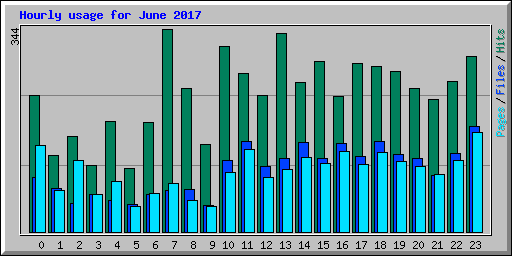 Hourly usage for June 2017
344
Pages / Files / Hits
0 1 2 3 4 5 6 7 8 9 10 11 12 13 14 15 16 17 18 19 20 21 22 23